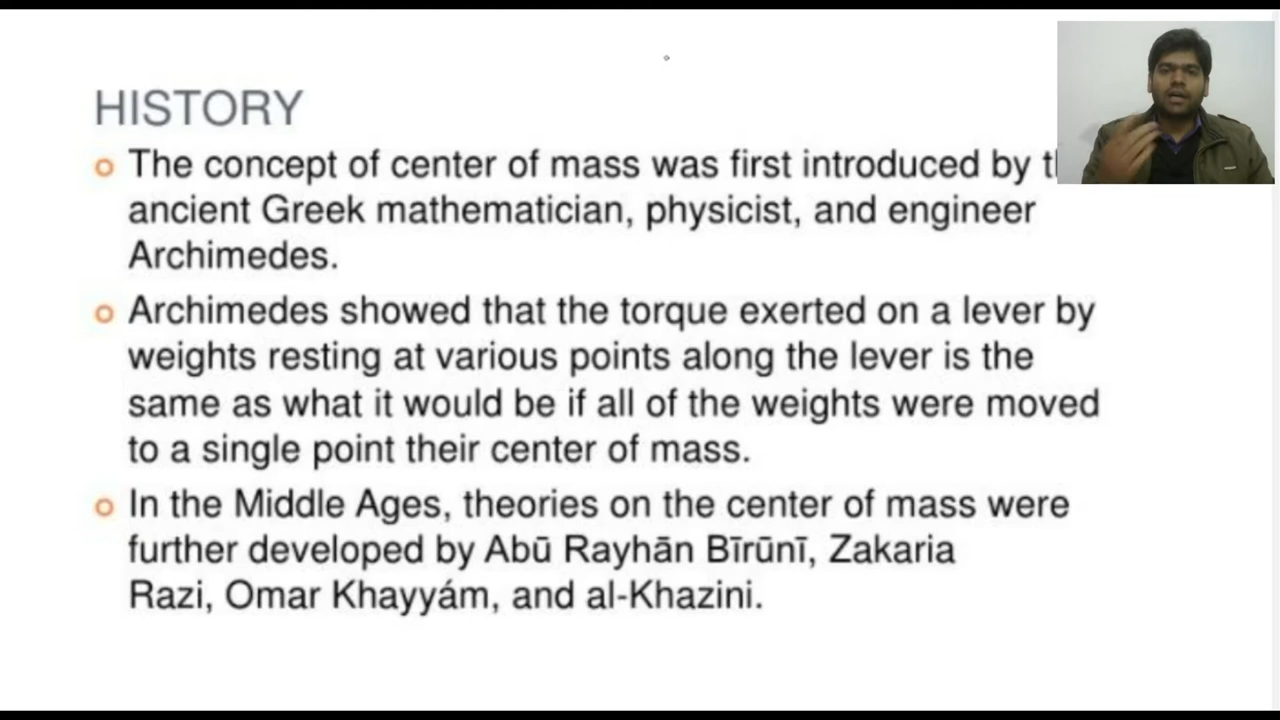 HISTORY
The concept of center of mass was first introduced by
ancient Greek mathematician, physicist, and engineer
Archimedes.
Archimedes showed that the torque exerted on a lever by
weights resting at various points along the lever is the
same as what it would be if all of the weights were moved
to a single point their center of mass.
In the Middle Ages, theories on the center of mass were
further developed by Abū Rayhān Bīrūnī, Zakaria
Razi, Omar Khayyám, and al-Khazini.